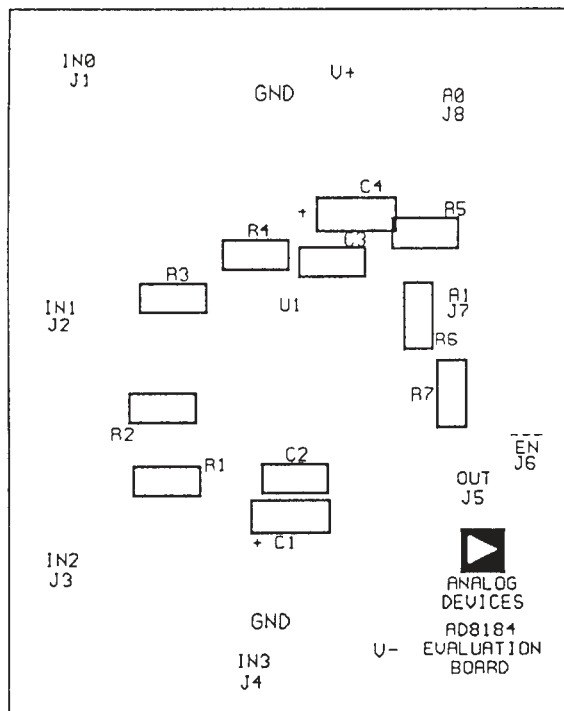 IN0
J1
V+
GND
A0
J8
C4
+
R5
R4
C3
R3
U1
IN1
J2
A1
J7
R6
R7
R2
EN
J6
R1
C2
OUT
J5
+ C1
IN2
J3
ANALOG
DEVICES
GND
AD8184
V- EVALUATION
BOARD
IN3
J4